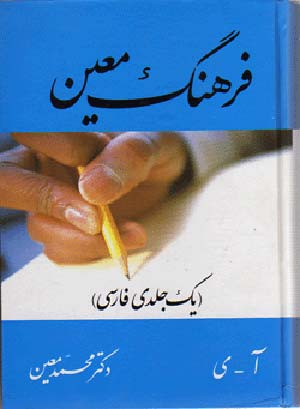 فرهنگ معین
(یک جلدی فارسی)
آ - ی
دکتر محمد معین